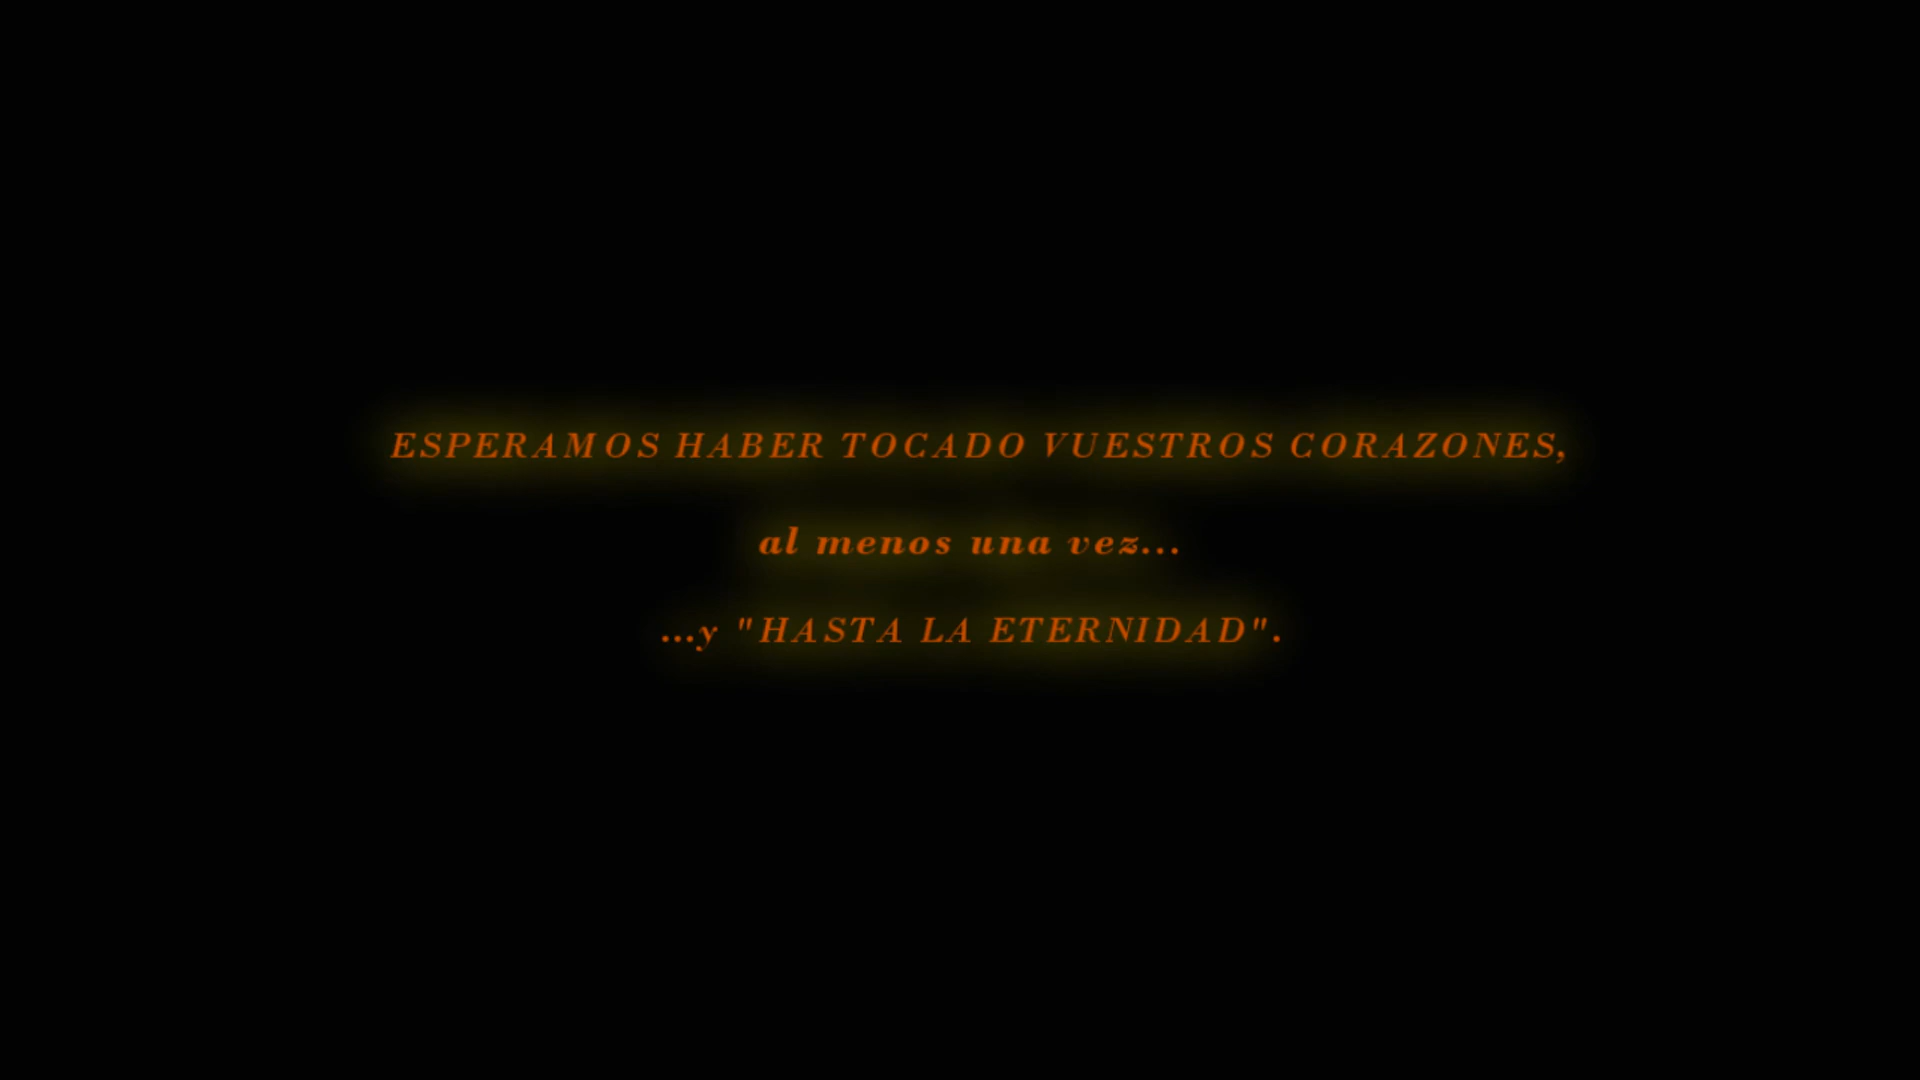 ESPERAMOS HABER TOCADO VUESTROS CORAZONES,
al menos una vez...
...y "HASTA LA ETERNIDAD".